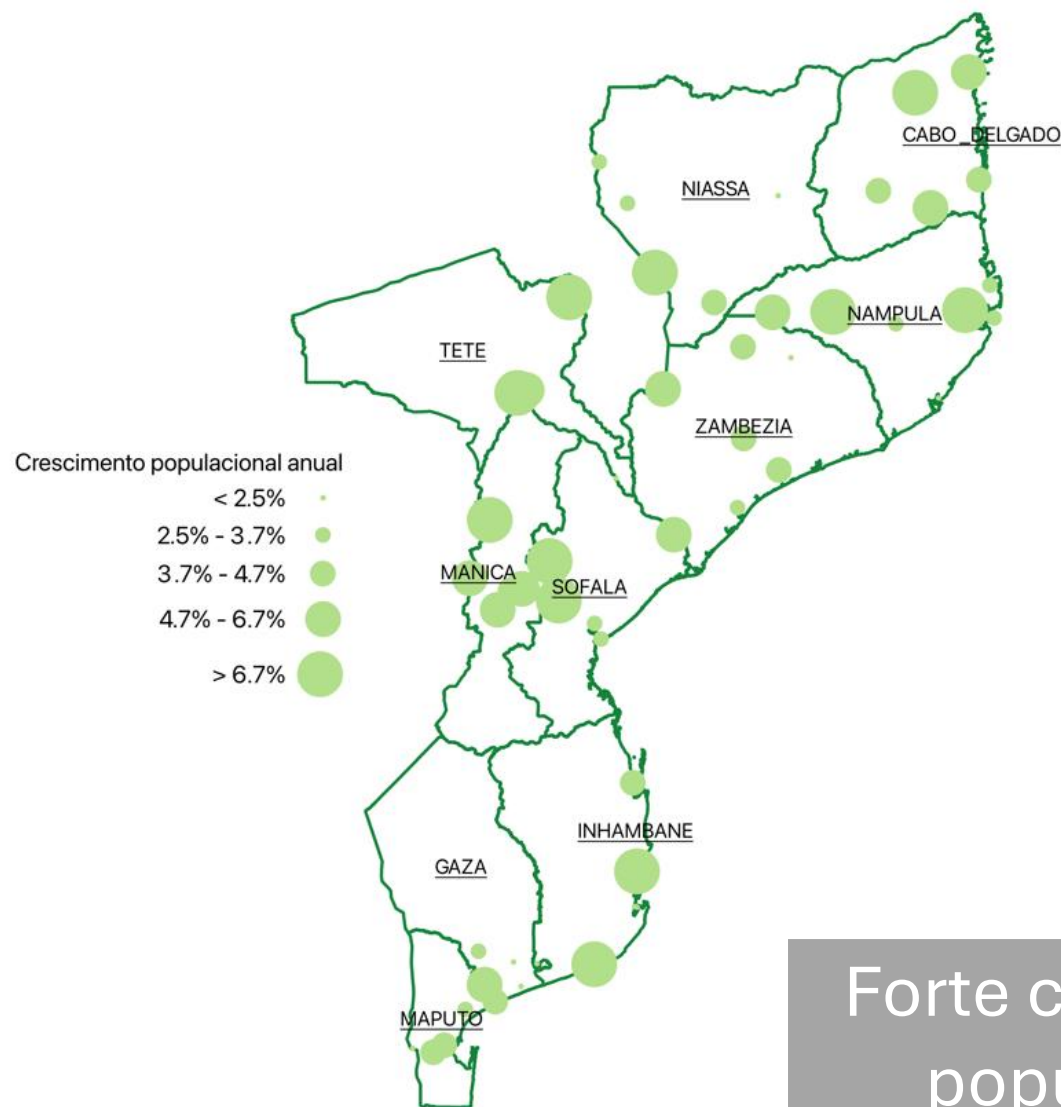 CABO_DELGADO
NIASSA
NAMPULA
TETE
ZAMBEZIA
Crescimento populacional anual
< 2.5%
2.5% - 3.7%
3.7% - 4.7%
4.7% - 6.7%
> 6.7%
MANICA
SOFALA
INHAMBANE
GAZA
MAPUTO
Forte c
popu